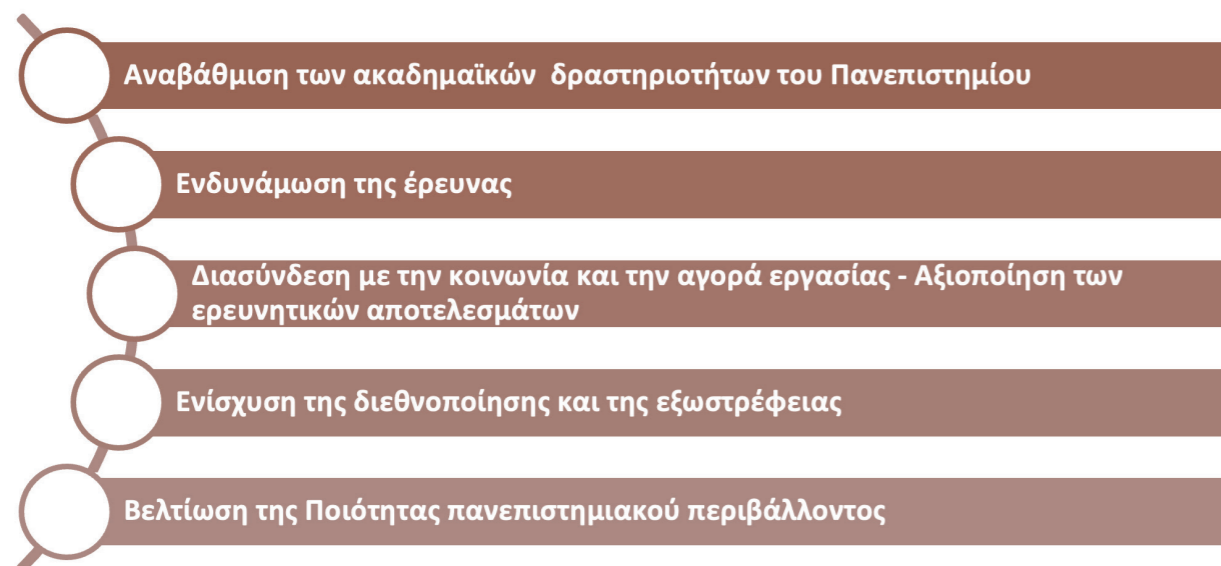 Αναβάθμιση των ακαδημαϊκών δραστηριοτήτων του Πανεπιστημίου
Ενδυνάμωση της έρευνας
Διασύνδεση με την κοινωνία και την αγορά εργασίας - Αξιοποίηση των
ερευνητικών αποτελεσμάτων
Ενίσχυση της διεθνοποίησης και της εξωστρέφειας
Βελτίωση της Ποιότητας πανεπιστημιακού περιβάλλοντος